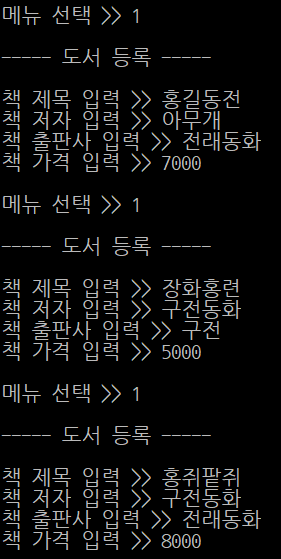 메뉴 선택 >> 1
----- 도서 등록 -----
책 제목 입력 >> 홍길동전
책 저자 입력 >> 아무개
책 출판사 입력 >> 전래동화
책 가격 입력 >> 7000
메뉴 선택 >> 1
----- 도서 등록 -----
책 제목 입력 >> 장화홍련
책 저자 입력 >> 구전동화
책 출판사 입력 >> 구전
책 가격 입력 >> 5000
메뉴 선택 >> 1
----- 도서 등록 -----
책 제목 입력 >> 홍쥐팥쥐
책 저자 입력 >> 구전동화
책 출판사 입력 >> 전래동화
책 가격 입력 >> 8000